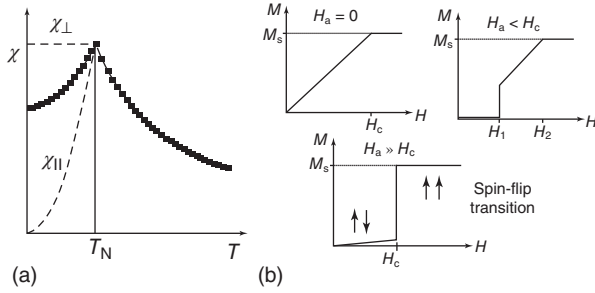 χ⊥
χ
χ||
T_N
T
(a)
M
H_a = 0
M_s
H
H_c
M
H_a < H_c
M_s
H
H_1
H_2
M
H_a » H_c
M_s
Spin-flip
transition
H
H_c
(b)